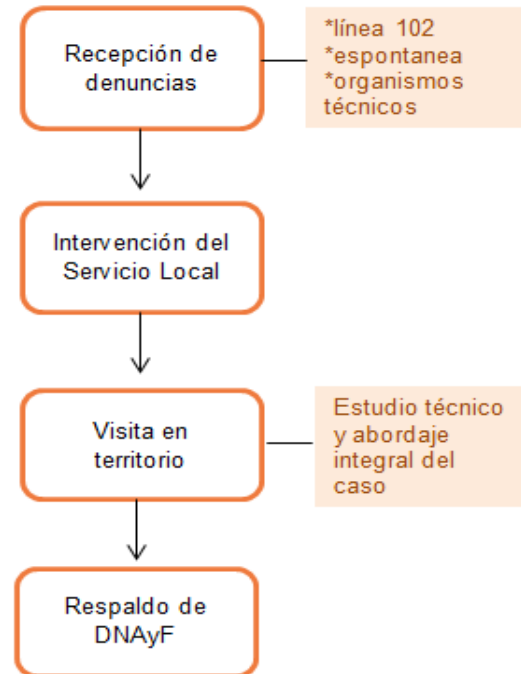 Recepción de
denuncias
*línea 102
*espontanea
*organismos
técnicos
Intervención del
Servicio Local
Visita en
territorio
Estudio técnico
y abordaje
integral del
caso
Respaldo de
DNAyF